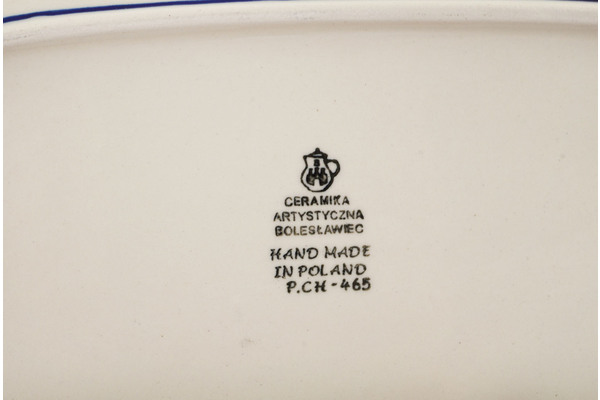 CERAMIKA
ARTYSTYCZNA
BOLESŁAWIEC
HAND MADE
IN POLAND
P.CH-465